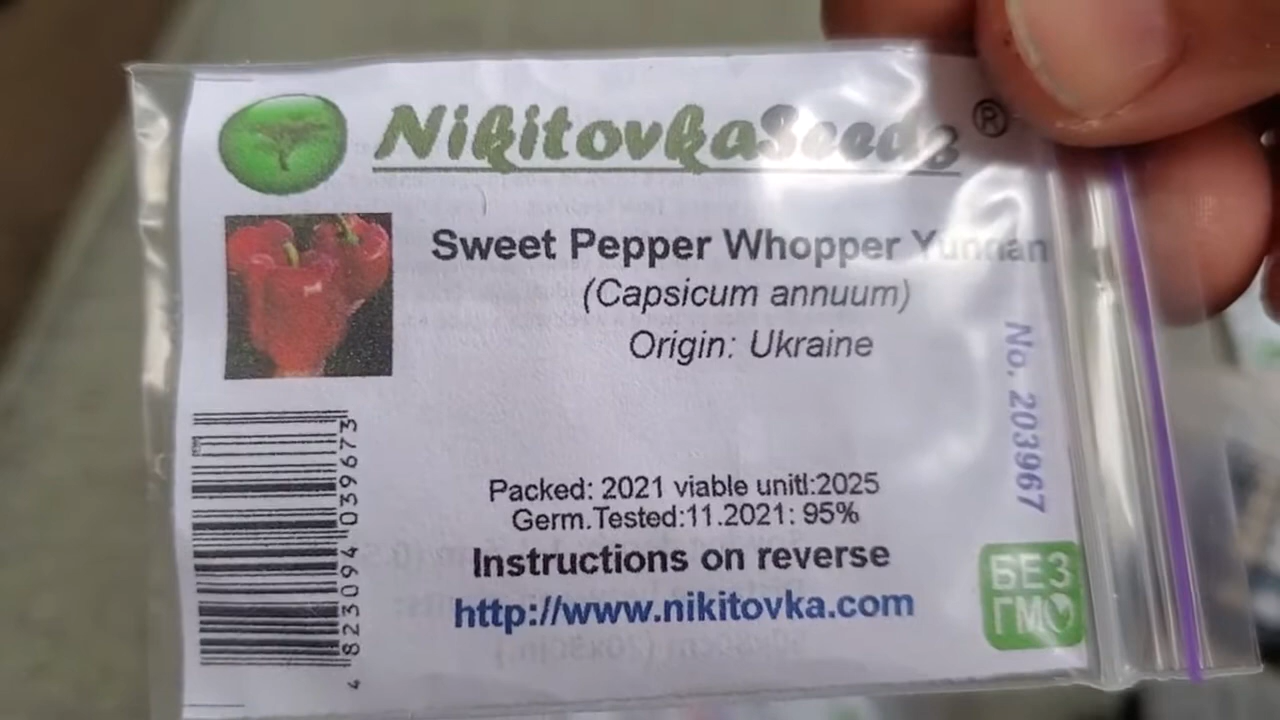 NikitovkaSeeds ®
Sweet Pepper Whopper Yunnan
(Capsicum annuum)
Origin: Ukraine
No. 203967
4 823094 039673
Packed: 2021 viable unitl:2025
Germ.Tested:11.2021: 95%
Instructions on reverse
http://www.nikitovka.com
БЕЗ
ГМО